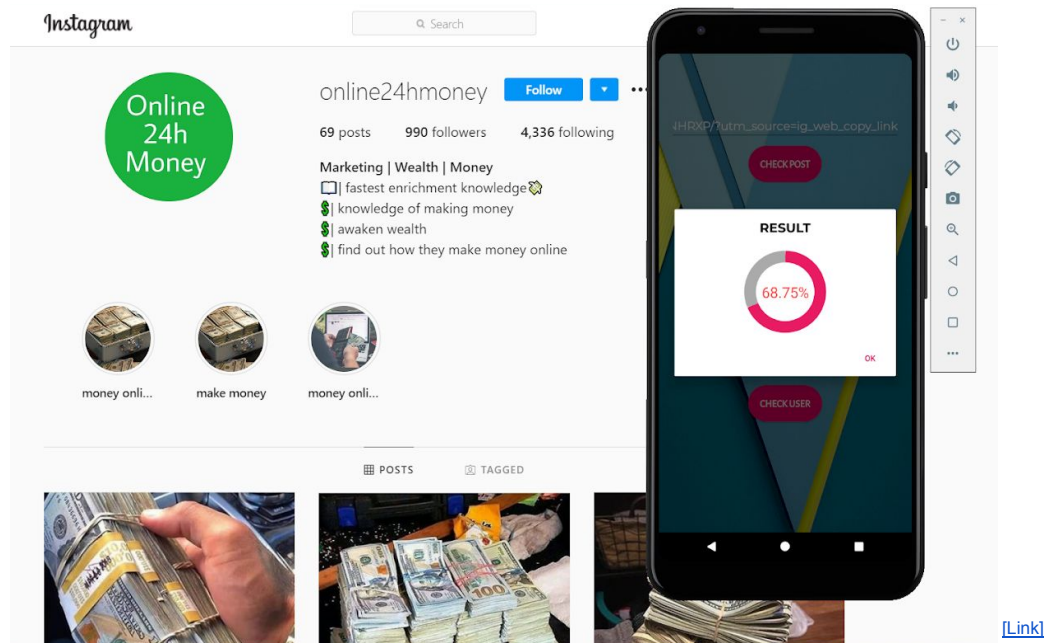 Instagram
Search
Online
24h
Money
online24hmoney
Follow
69 posts 990 followers 4,336 following
Marketing | Wealth | Money
| fastest enrichment knowledge
| knowledge of making money
| awaken wealth
| find out how they make money online
money onli...
make money
money onli...
POSTS
TAGGED
HRXP/?utm_source=ig_web_copy_link
CHECK POST
RESULT
68.75%
OK
CHECK USER
100
[Link]